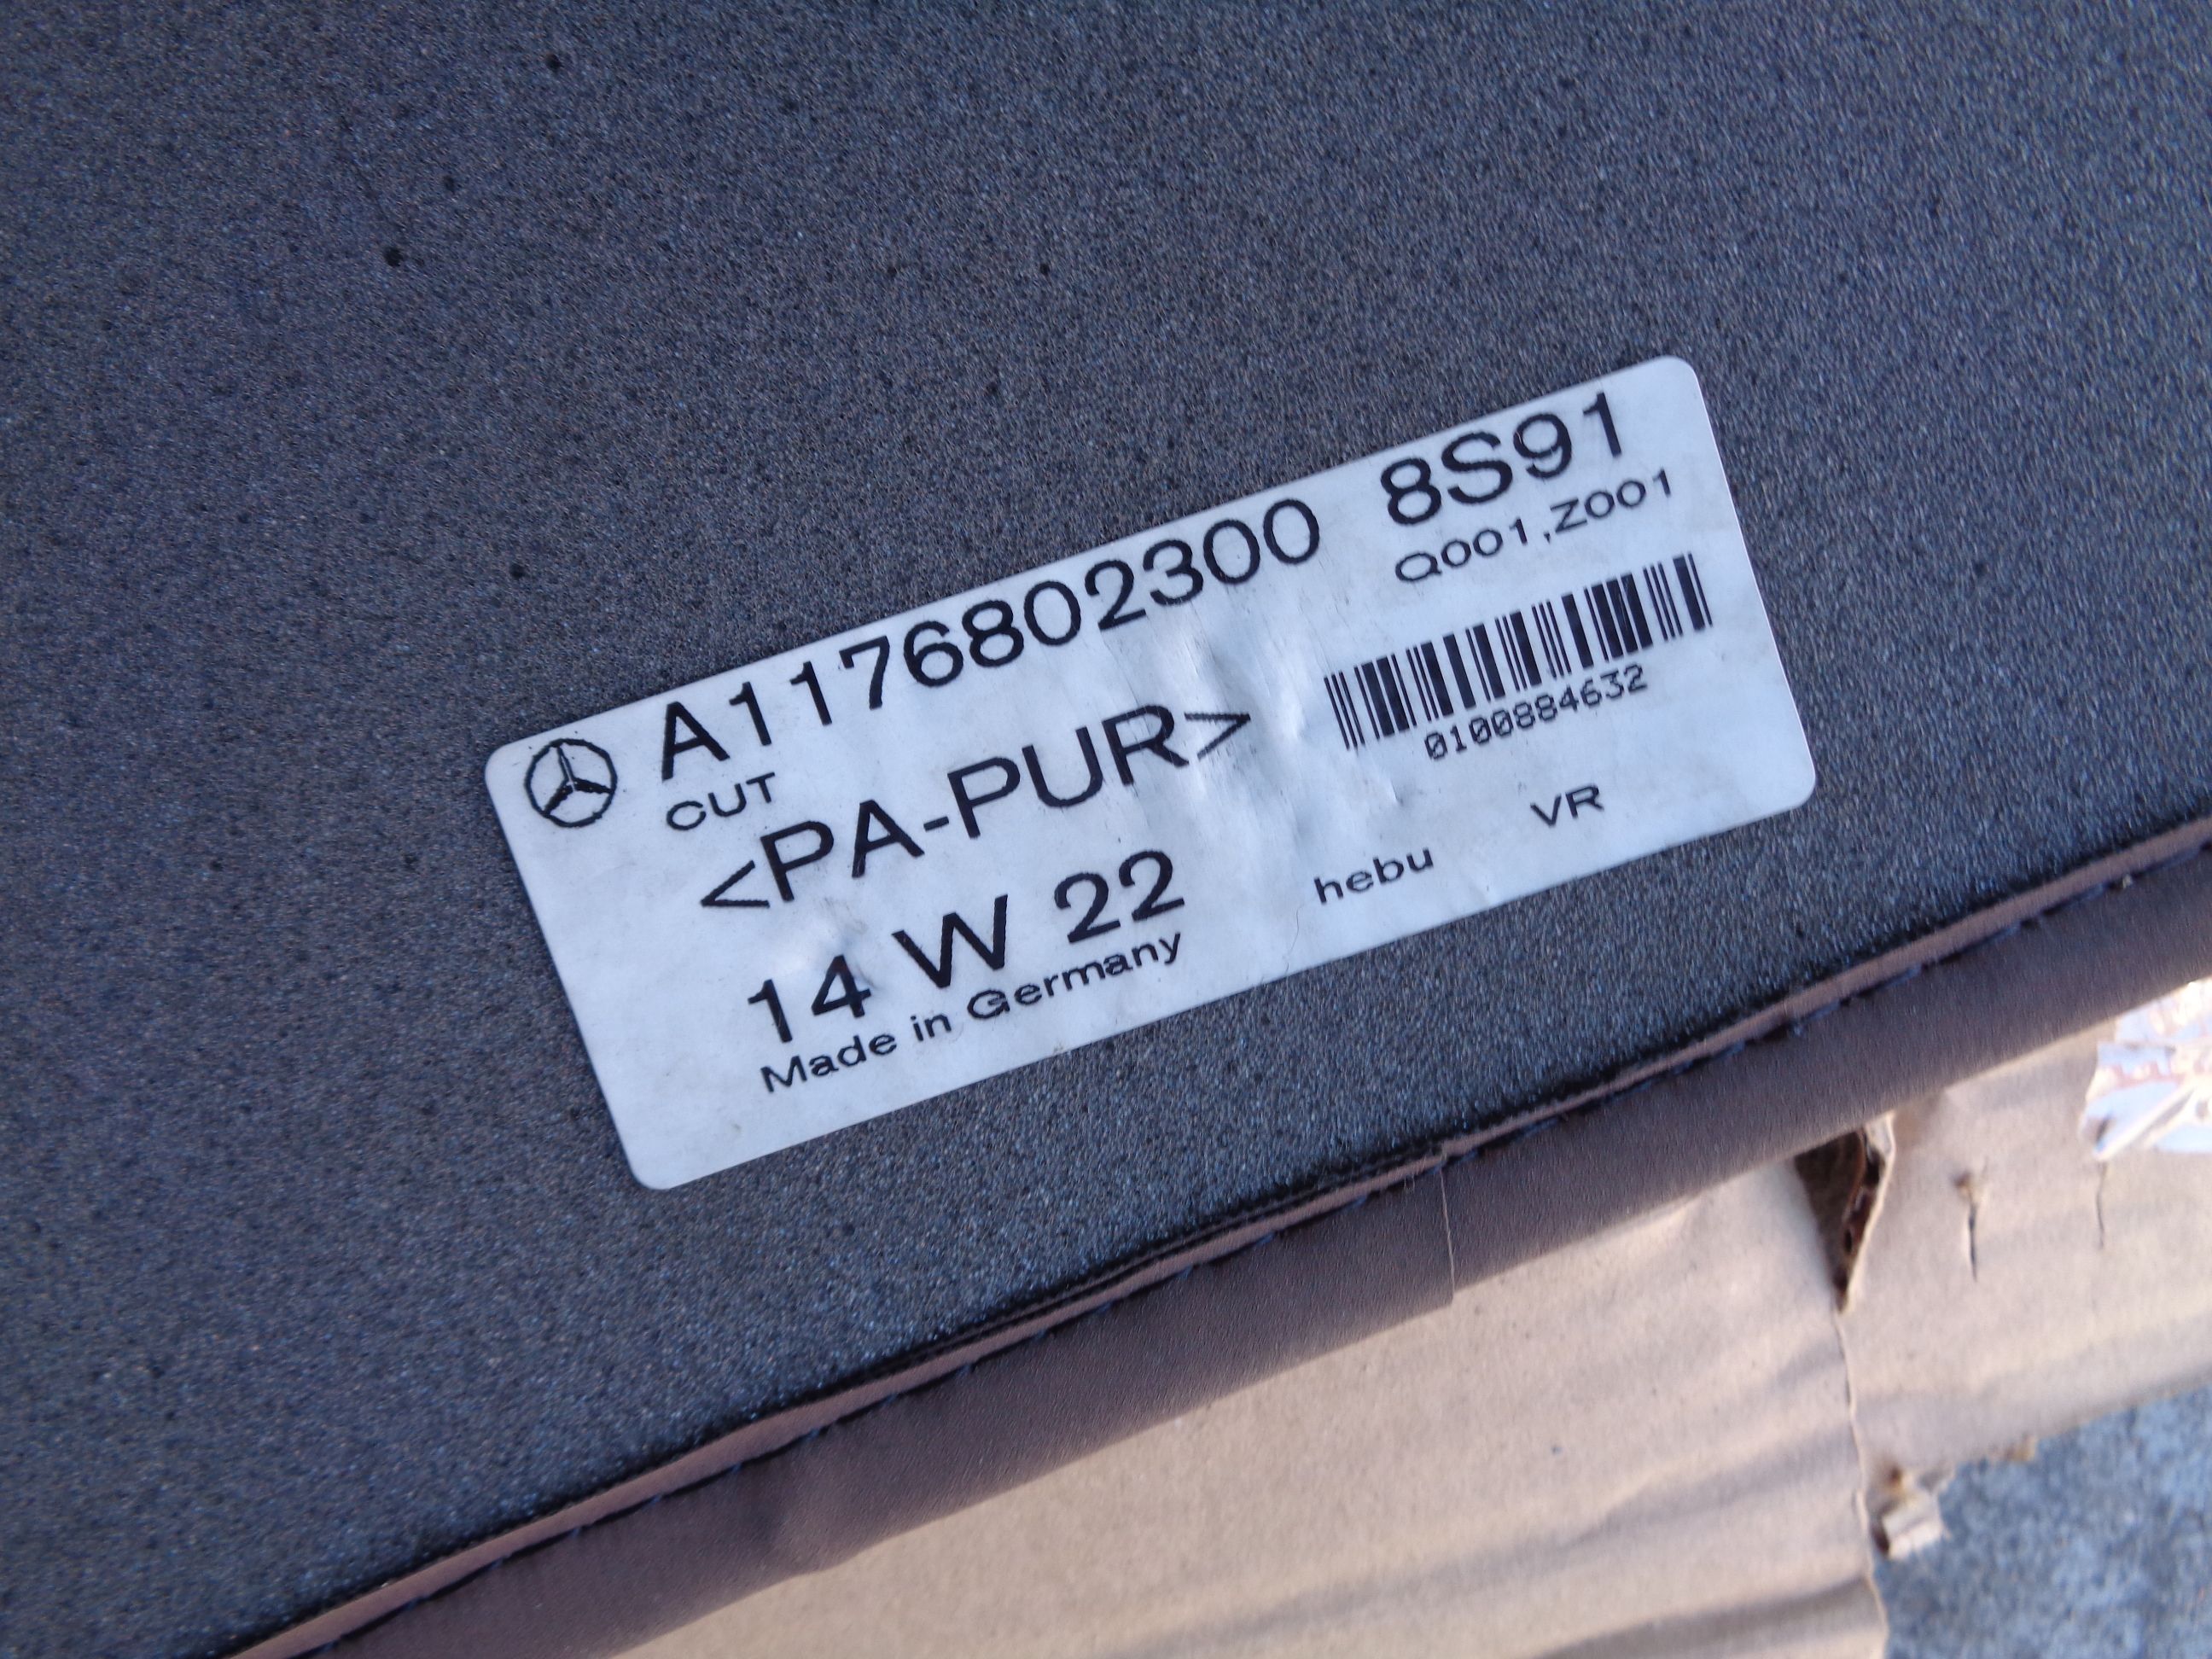 A1176802300 8S91
CUT
Q001,Z001
<PA-PUR>
0100884632
14 W 22
hebu
VR
Made in Germany